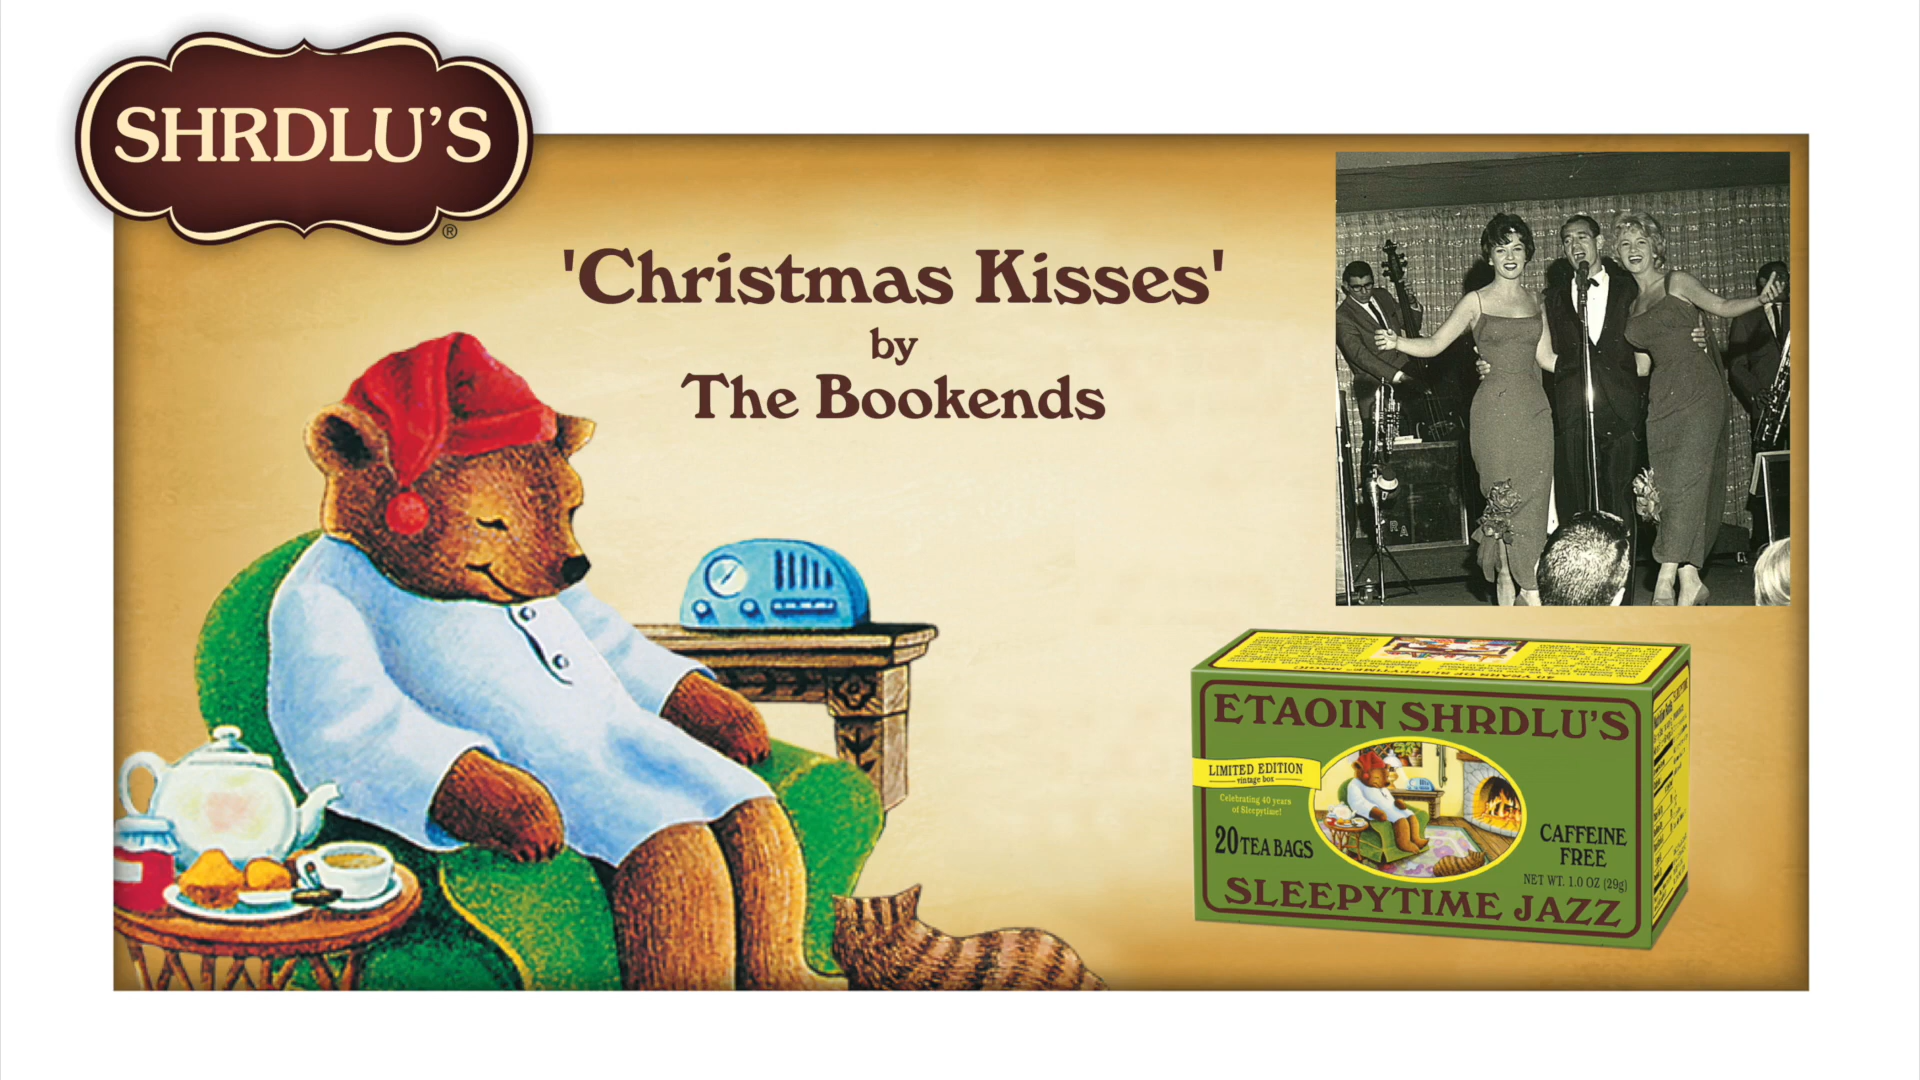 SHRDLU'S
®
'Christmas Kisses'
by
The Bookends
ETAOIN SHRDLU'S
LIMITED EDITION
vintage box
Celebrating 40 years
of Sleepytime!
20 TEA BAGS
CAFFEINE
FREE
NET WT. 1.0 OZ (29g)
SLEEPYTIME JAZZ